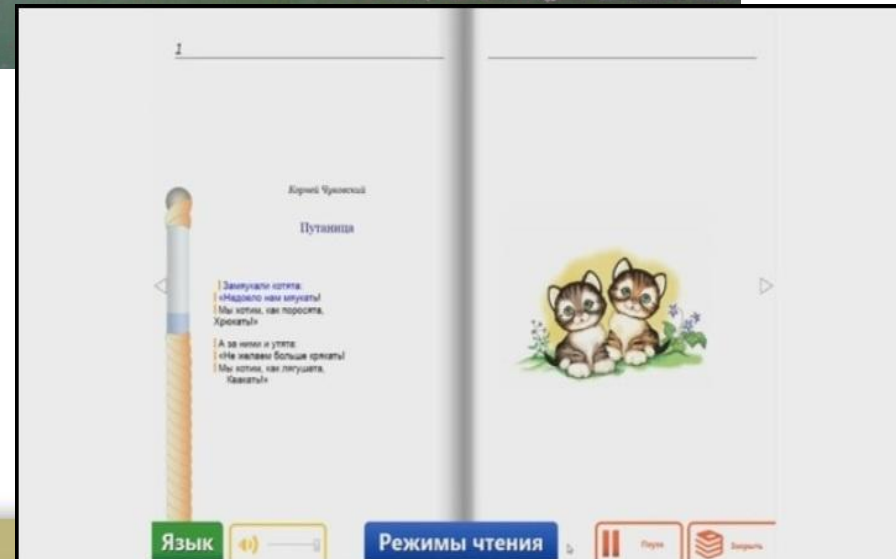 1
Корней Чуковский
Путаница
Замяукали котята:
«Надоело нам мяукать!
Мы хотим, как поросята,
Хрюкать!»
А за ними и утята:
«Не желаем больше крякать!
Мы хотим, как лягушата,
Квакать!»
Язык
Режимы чтения
Пауза
Закрыть